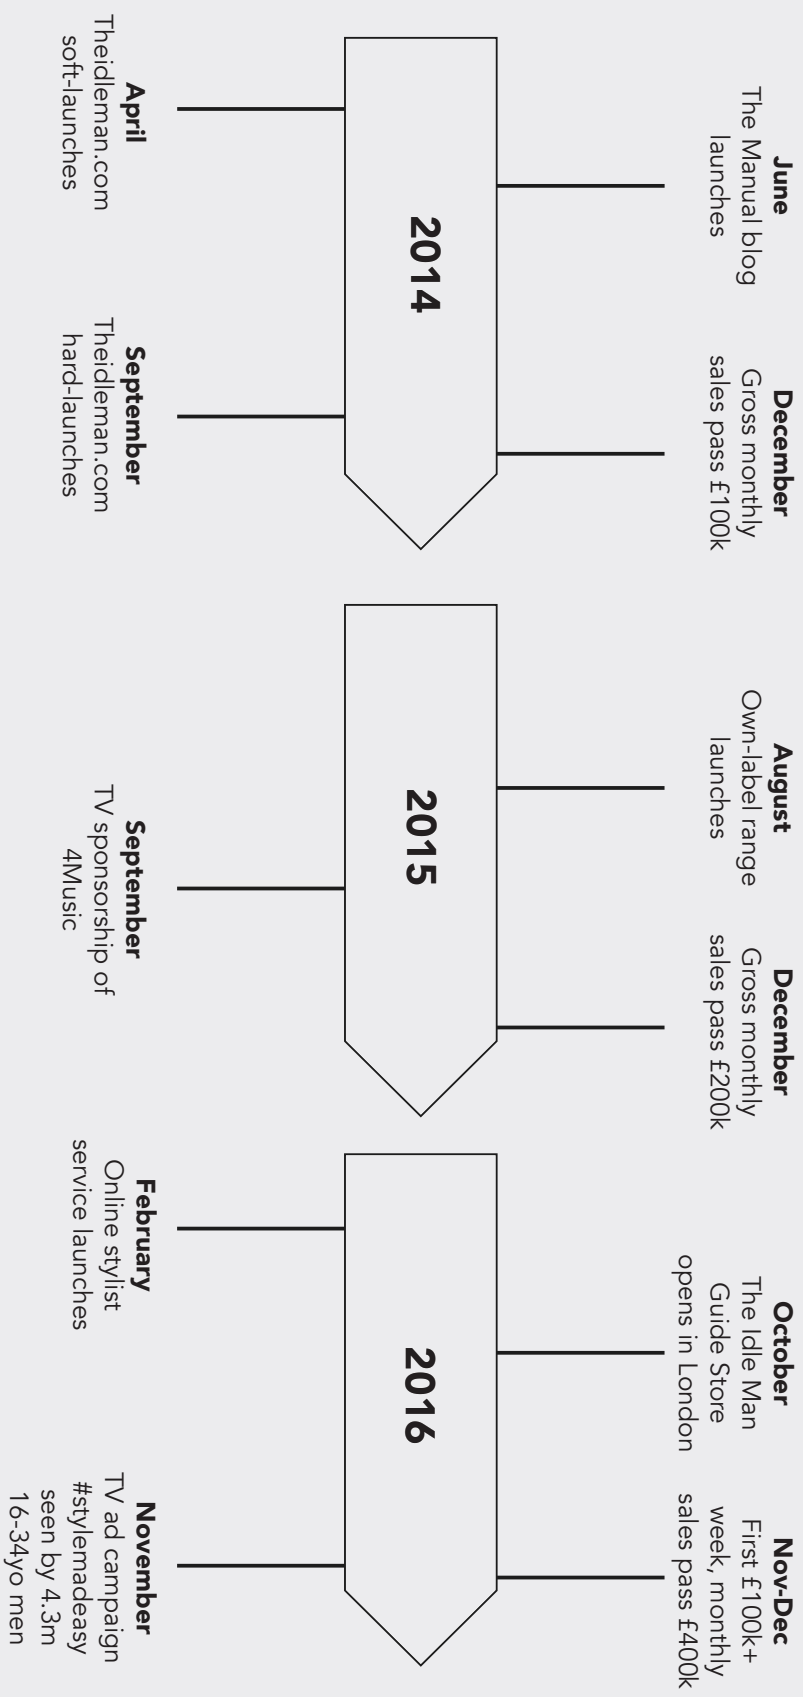 June
The Manual blog
launches
December
Gross monthly
sales pass £100k
August
Own-label range
launches
December
Gross monthly
sales pass £200k
October
The Idle Man
Guide Store
opens in London
Nov-Dec
First £100k+
week, monthly
sales pass £400k
2014
2015
2016
April
Theidleman.com
soft-launches
September
Theidleman.com
hard-launches
September
TV sponsorship of
4Music
February
Online stylist
service launches
November
TV ad campaign
#stylemadeasy
seen by 4.3m
16-34yo men